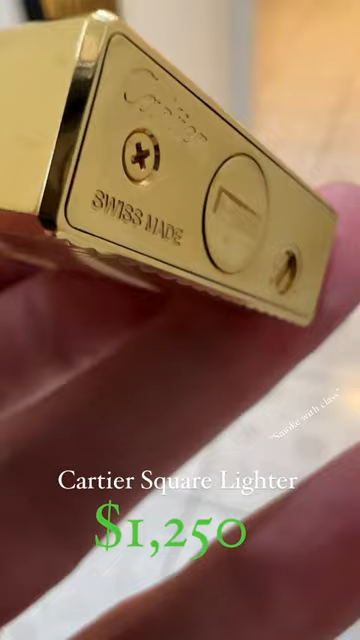 Cartier
SWISS MADE
"Smoke with class"
Cartier Square Lighter
$1,250